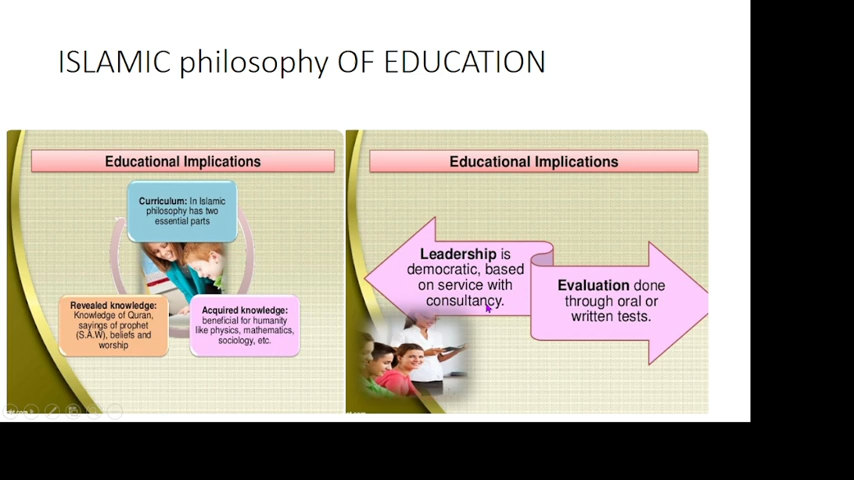 ISLAMIC philosophy OF EDUCATION
Educational Implications
Curriculum: In Islamic
philosophy has two
essential parts
Revealed knowledge:
Knowledge of Quran,
sayings of prophet
(S.A.W), beliefs and
worship
Acquired knowledge:
beneficial for humanity
like physics, mathematics,
sociology, etc.
Educational Implications
Leadership is
democratic, based
on service with
consultancy.
Evaluation done
through oral or
written tests.